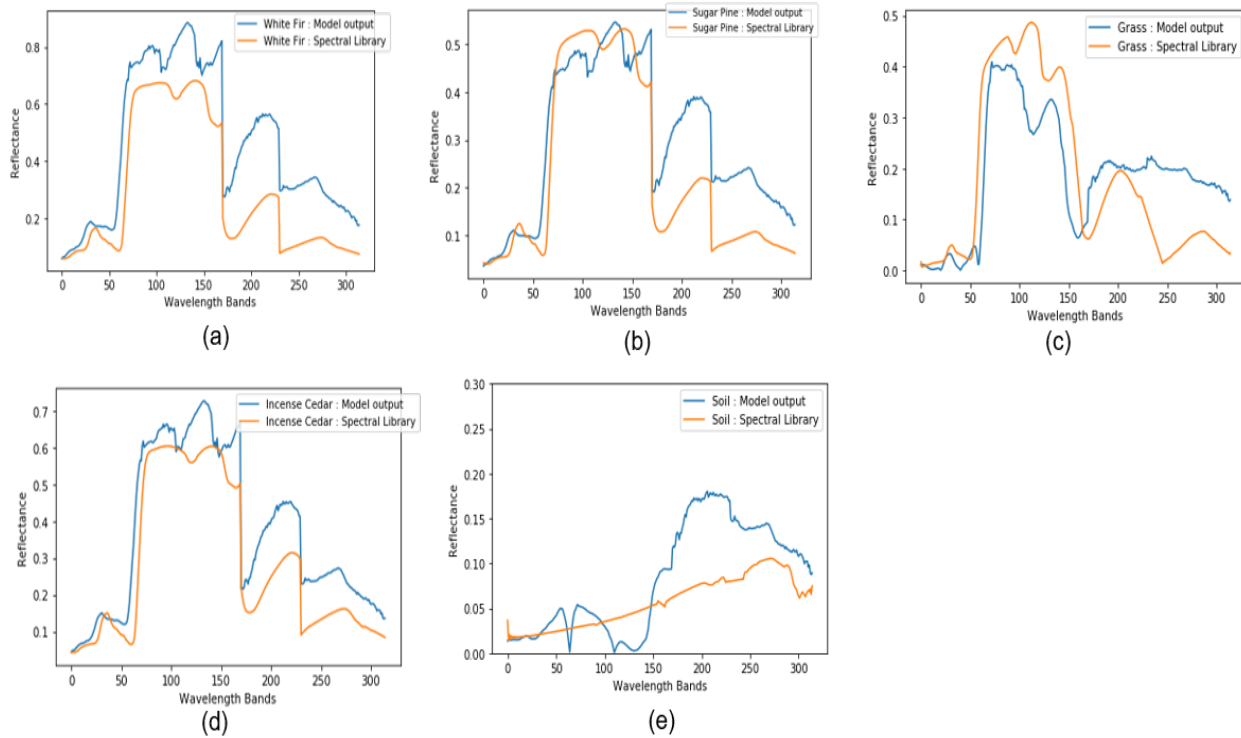 White Fir : Model output
White Fir : Spectral Library
Reflectance
0.8
0.6
0.4
0.2
0 50 100 150 200 250 300
Wavelength Bands
(a)
Sugar Pine : Model output
Sugar Pine : Spectral Library
Reflectance
0.5
0.4
0.3
0.2
0.1
0 50 100 150 200 250 300
Wavelength Bands
(b)
Grass : Model output
Grass : Spectral Library
Reflectance
0.5
0.4
0.3
0.2
0.1
0.0
0 50 100 150 200 250 300
Wavelength Bands
(c)
Incense Cedar : Model output
Incense Cedar : Spectral Library
Reflectance
0.7
0.6
0.5
0.4
0.3
0.2
0.1
0 50 100 150 200 250 300
Wavelength Bands
(d)
Soil : Model output
Soil : Spectral Library
Reflectance
0.30
0.25
0.20
0.15
0.10
0.05
0.00
0 50 100 150 200 250 300
Wavelength Bands
(e)